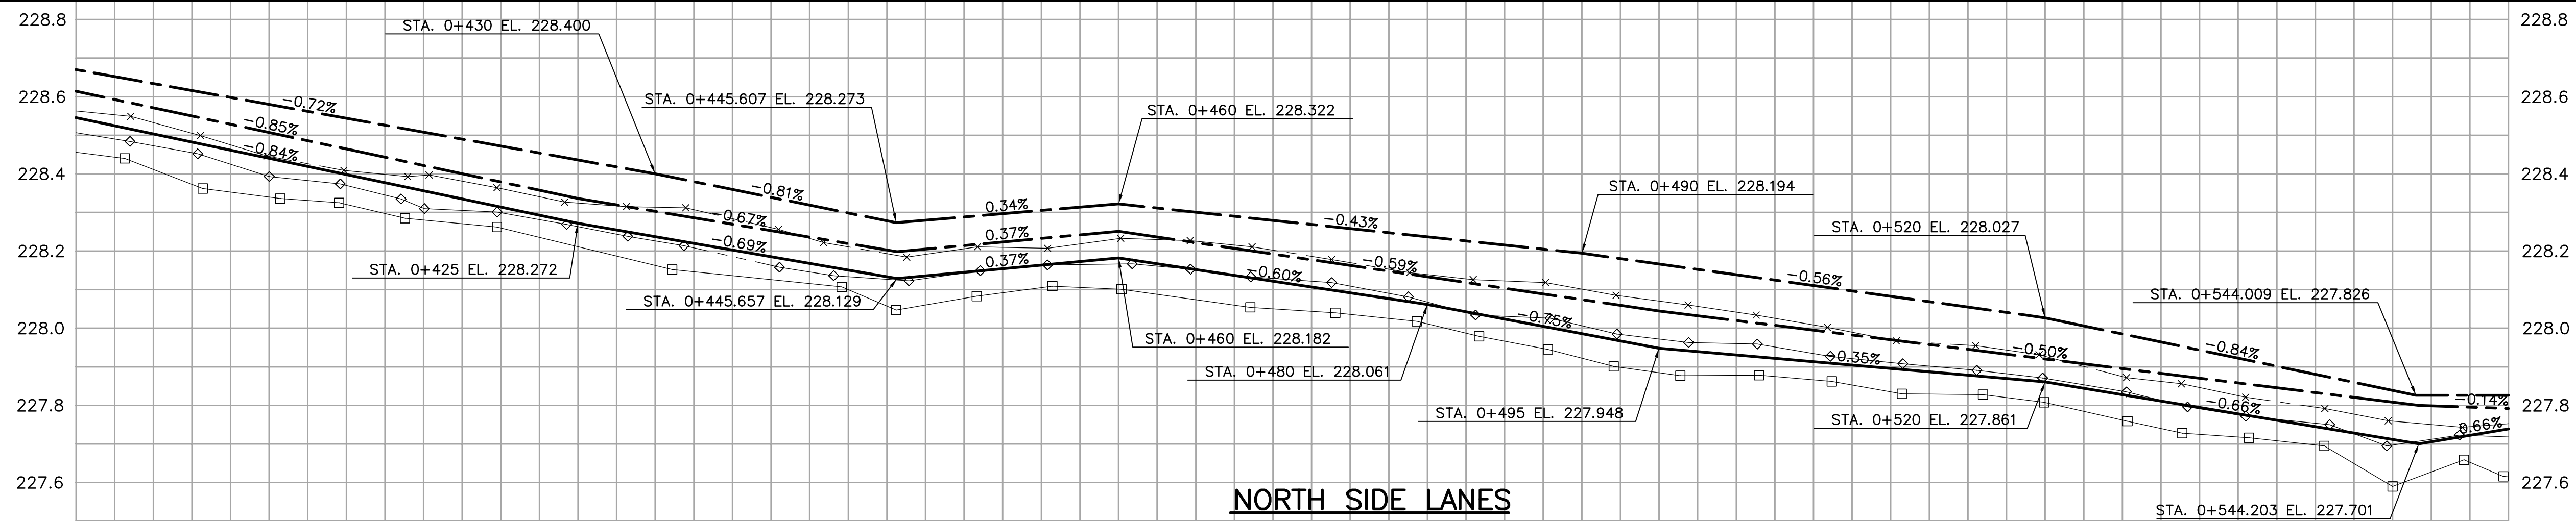 228.8
228.8
STA. 0+430 EL. 228.400
228.6
228.6
STA. 0+445.607 EL. 228.273
STA. 0+460 EL. 228.322
-0.72%
-0.85%
-0.84%
228.4
228.4
-0.81%
STA. 0+490 EL. 228.194
0.34%
-0.67%
-0.43%
STA. 0+520 EL. 228.027
0.37%
-0.69%
228.2
228.2
0.37%
-0.59%
STA. 0+425 EL. 228.272
-0.60%
-0.56%
STA. 0+445.657 EL. 228.129
STA. 0+544.009 EL. 227.826
228.0
228.0
-0.75%
STA. 0+460 EL. 228.182
-0.50%
-0.84%
-0.35%
STA. 0+480 EL. 228.061
227.8
227.8
-0.14%
-0.66%
STA. 0+495 EL. 227.948
STA. 0+520 EL. 227.861
0.66%
227.6
227.6
NORTH SIDE LANES
STA. 0+544.203 EL. 227.701